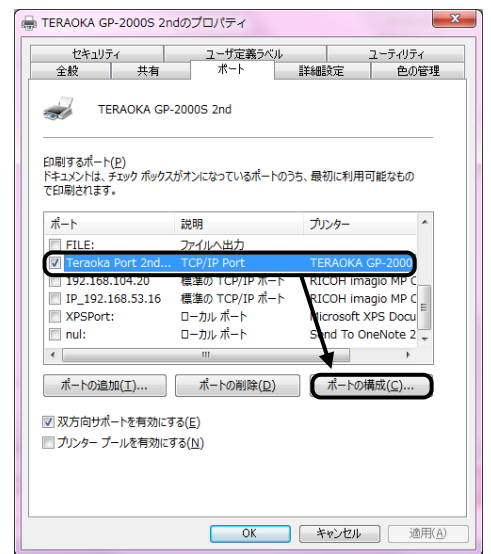 TERAOKA GP-2000S 2ndのプロパティ
セキュリティ ユーザ定義ラベル ユーティリティ
全般 共有 ポート 詳細設定 色の管理
TERAOKA GP-2000S 2nd
印刷するポート(P)
ドキュメントは、チェック ボックスがオンになっているポートのうち、最初に利用可能なもの
で印刷されます。
ポート 説明 プリンター
FILE: ファイルへ出力
Teraoka Port 2nd... TCP/IP Port TERAOKA GP-2000
192.168.104.20 標準の TCP/IP ポート RICOH imagio MP C
IP_192.168.53.16 標準の TCP/IP ポート RICOH imagio MP C
XPSPort: ローカル ポート Microsoft XPS Docu
nul: ローカル ポート Send To OneNote 2
ポートの追加(T)... ポートの削除(D) ポートの構成(C)...
双方向サポートを有効にする(E)
プリンター プールを有効にする(N)
OK キャンセル 適用(A)